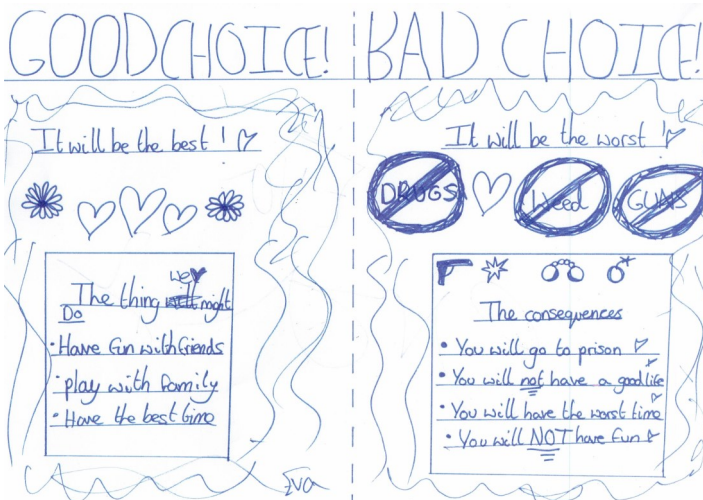 GOOD CHOICE!
It will be the best!
The thing we might
Do
• Have fun with friends
• play with family
• Have the best time
Eva
BAD CHOICE!
It will be the worst!
DRUGS
Weed
GUNS
The consequences
• You will go to prison
• You will not have a good life
• You will have the worst time
• You will NOT have fun